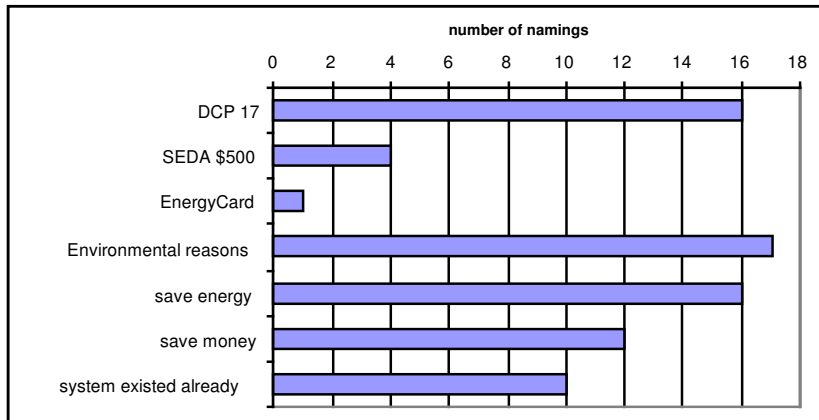 number of namings
0 2 4 6 8 10 12 14 16 18
DCP 17
SEDA $500
EnergyCard
Environmental reasons
save energy
save money
system existed already